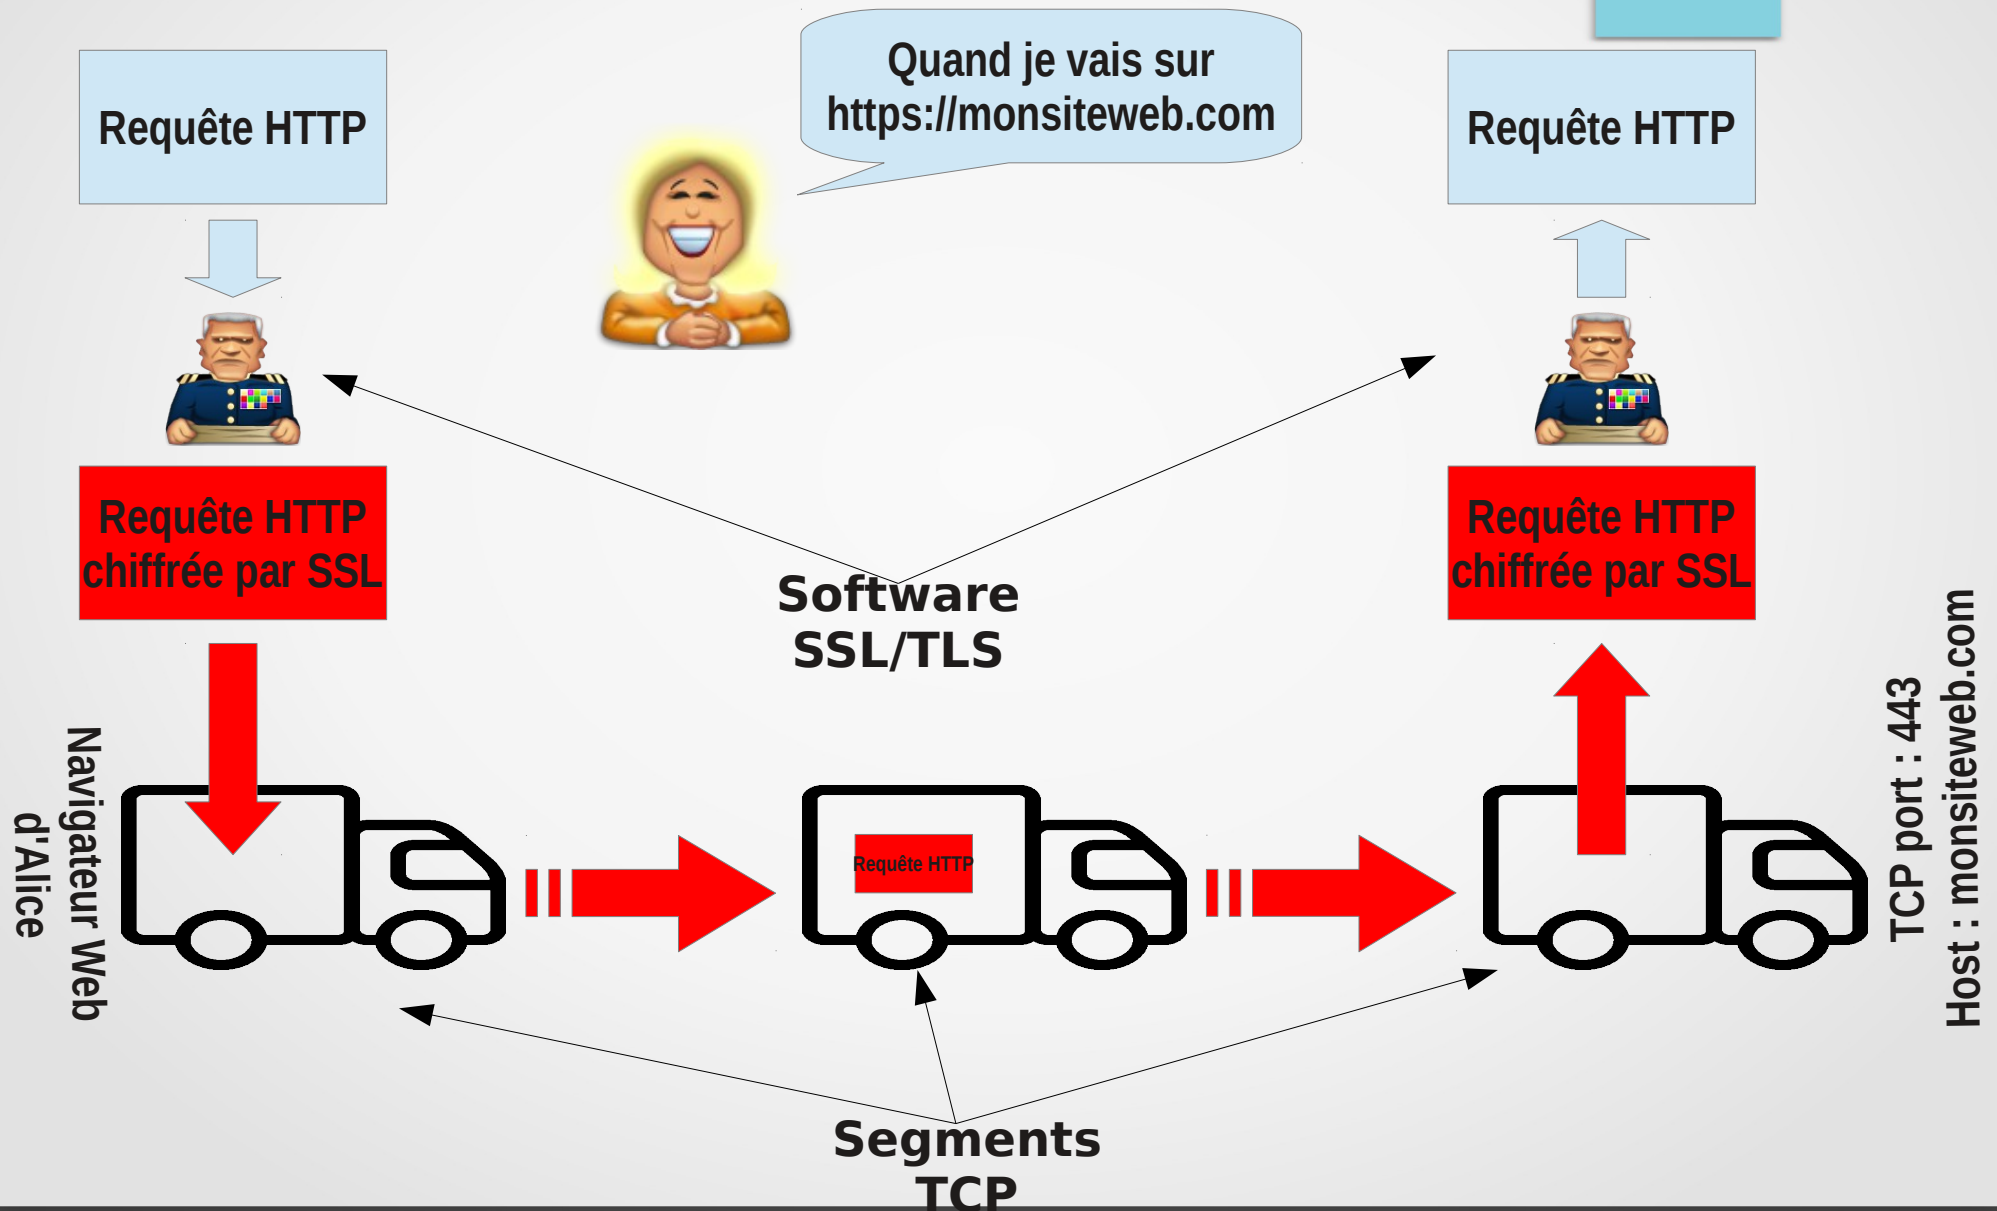 Quand je vais sur
https://monsiteweb.com
Requête HTTP
Requête HTTP
Requête HTTP
chiffrée par SSL
Requête HTTP
chiffrée par SSL
Software
SSL/TLS
Navigateur Web
d'Alice
Requête HTTP
TCP port : 443
Host : monsiteweb.com
Segments
TCP